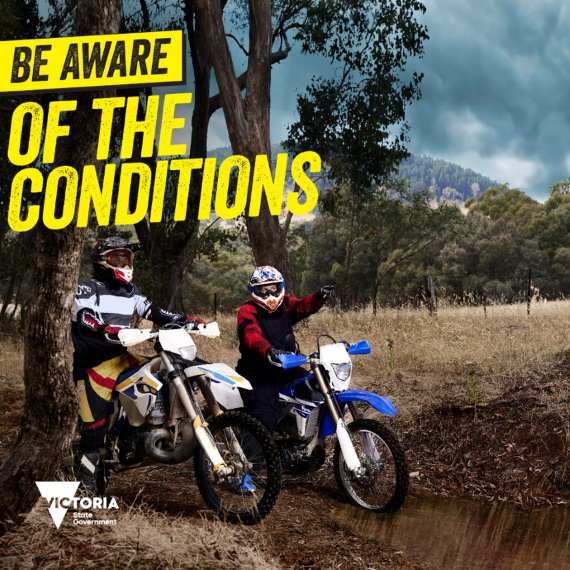 BE AWARE
OF THE
CONDITIONS
VICTORIA
State
Government